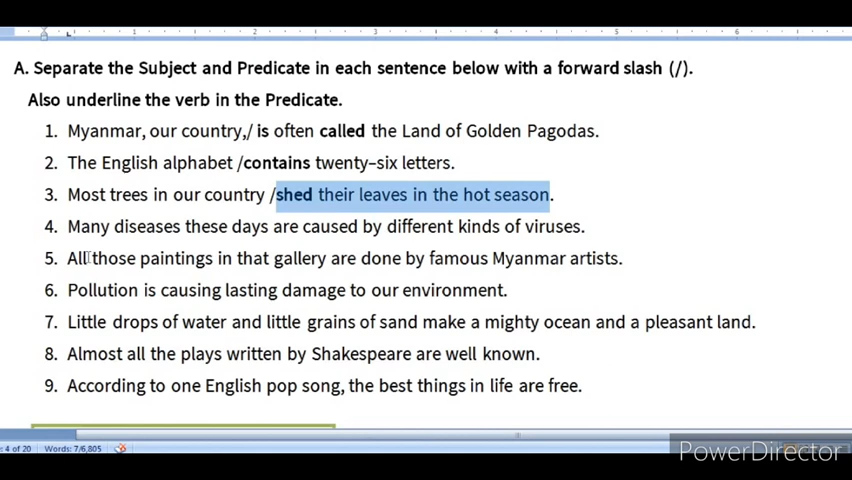 1 2 3 4 5 6
A. Separate the Subject and Predicate in each sentence below with a forward slash (/).
Also underline the verb in the Predicate.
1. Myanmar, our country,/ is often called the Land of Golden Pagodas.
2. The English alphabet /contains twenty–six letters.
3. Most trees in our country /shed their leaves in the hot season.
4. Many diseases these days are caused by different kinds of viruses.
5. All those paintings in that gallery are done by famous Myanmar artists.
6. Pollution is causing lasting damage to our environment.
7. Little drops of water and little grains of sand make a mighty ocean and a pleasant land.
8. Almost all the plays written by Shakespeare are well known.
9. According to one English pop song, the best things in life are free.
: 4 of 20 Words: 7/6,805
PowerDirector